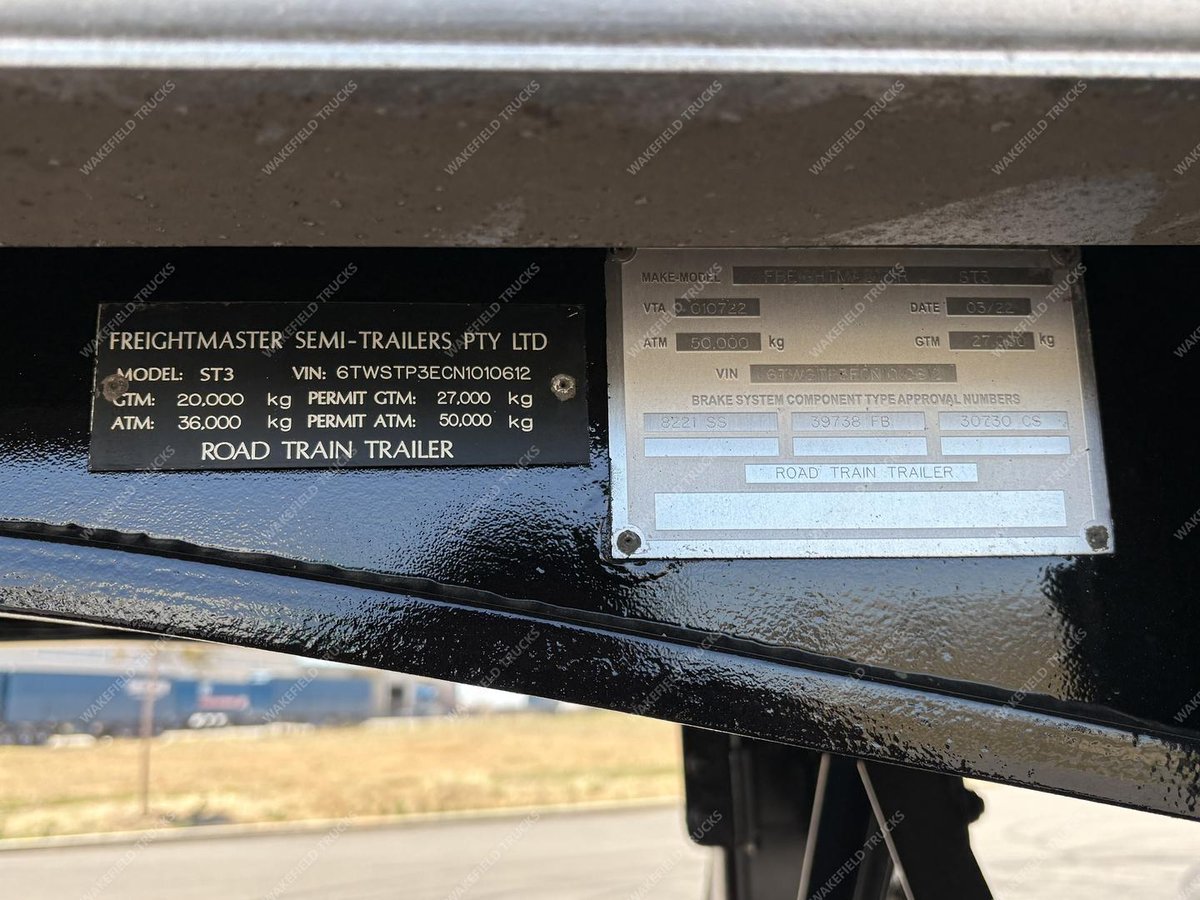 FREIGHTMASTER SEMI-TRAILERS PTY LTD
MODEL: ST3 VIN: 6TWSTP3ECN1010612
GTM: 20,000 kg PERMIT GTM: 27,000 kg
ATM: 36,000 kg PERMIT ATM: 50,000 kg
ROAD TRAIN TRAILER
MAKE-MODEL ST3
VTA 010722 DATE 03/22
ATM 50,000 kg GTM kg
VIN
BRAKE SYSTEM COMPONENT TYPE APPROVAL NUMBERS
8221 SS 39738 FB 30730 CS
ROAD TRAIN TRAILER
WAKEFIELD TRUCKS